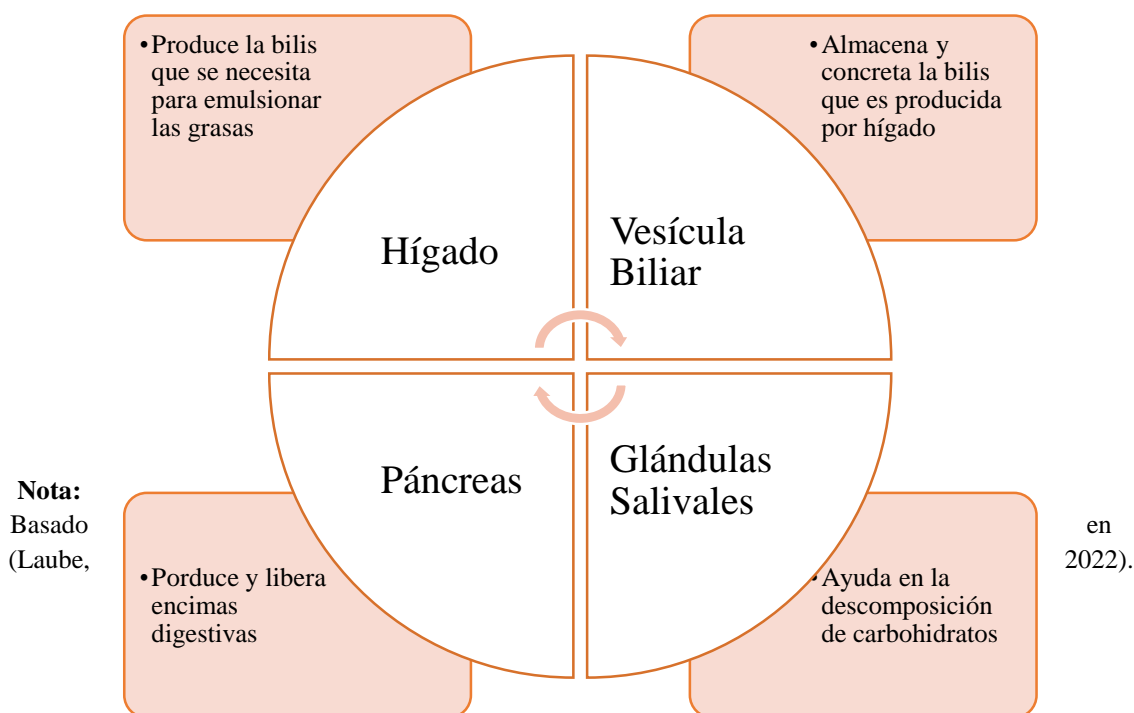 •Produce la bilis
que se necesita
para emulsionar
las grasas
•Almacena y
concreta la bilis
que es producida
por hígado
Hígado
Vesícula
Biliar
Páncreas
Glándulas
Salivales
Nota:
Basado en
(Laube, 2022).
•Porduce y libera
encimas
digestivas
•Ayuda en la
descomposición
de carbohidratos